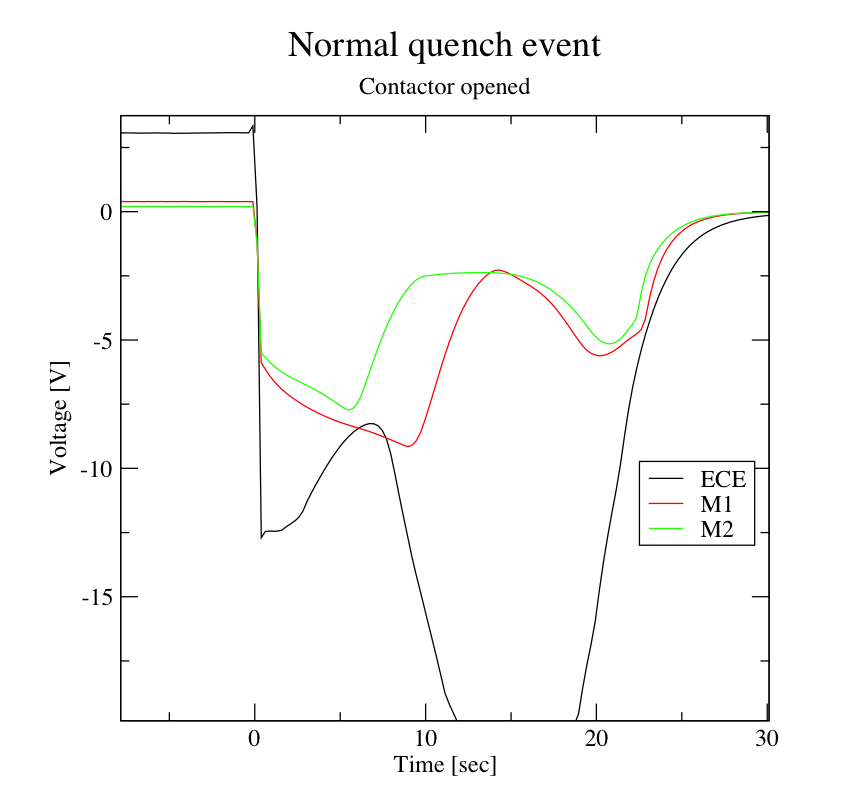 Normal quench event
Contactor opened
0
-5
-10
-15
Voltage [V]
ECE
M1
M2
0 10 20 30
Time [sec]